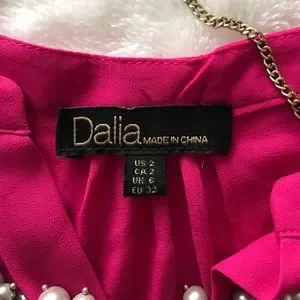 Dalia MADE IN CHINA
US 2
CA 2
UK 6
EU 32